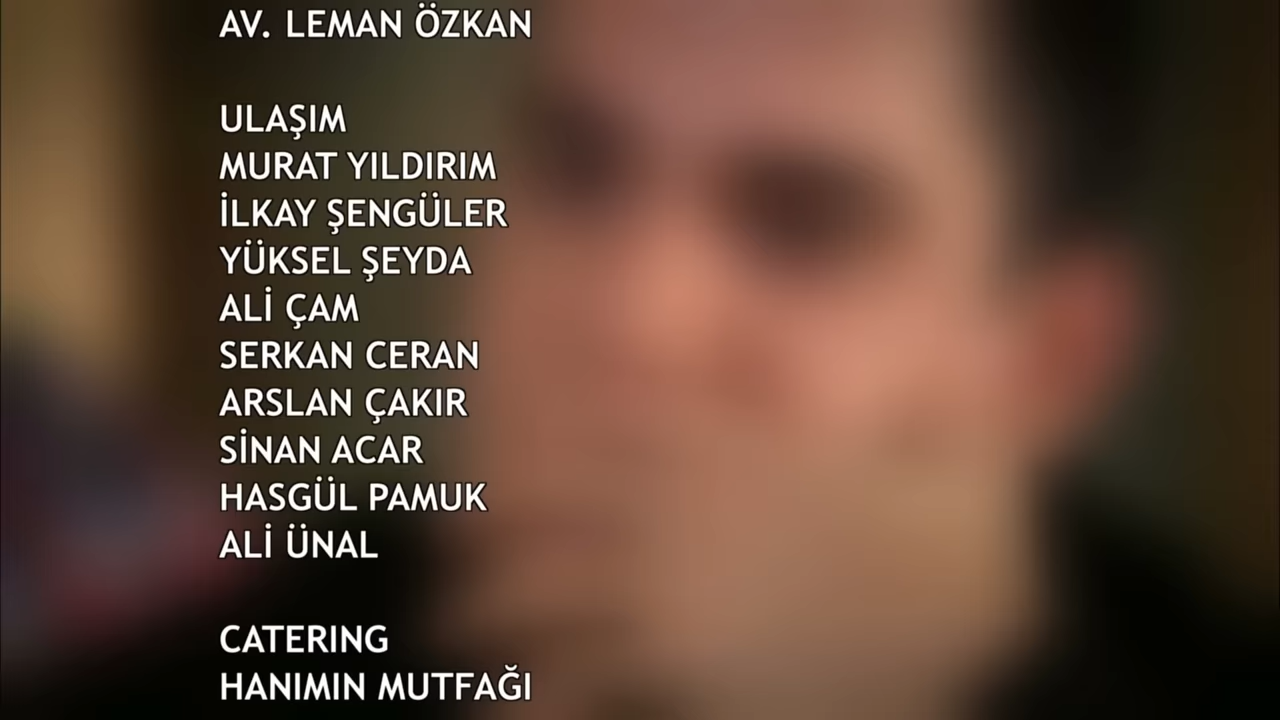 AV. LEMAN ÖZKAN
ULAŞIM
MURAT YILDIRIM
İLKAY ŞENGÜLER
YÜKSEL ŞEYDA
ALİ ÇAM
SERKAN CERAN
ARSLAN ÇAKIR
SİNAN ACAR
HASGÜL PAMUK
ALİ ÜNAL
CATERING
HANIMIN MUTFAĞI